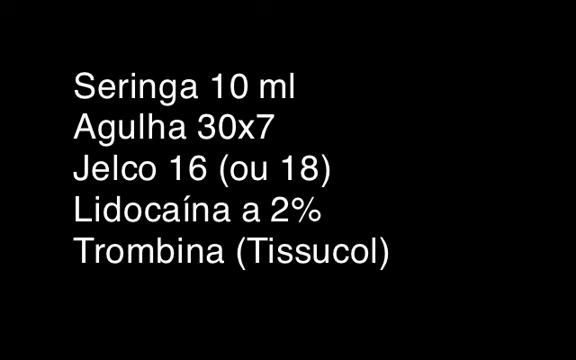 Seringa 10 ml
Agulha 30x7
Jelco 16 (ou 18)
Lidocaína a 2%
Trombina (Tissucol)